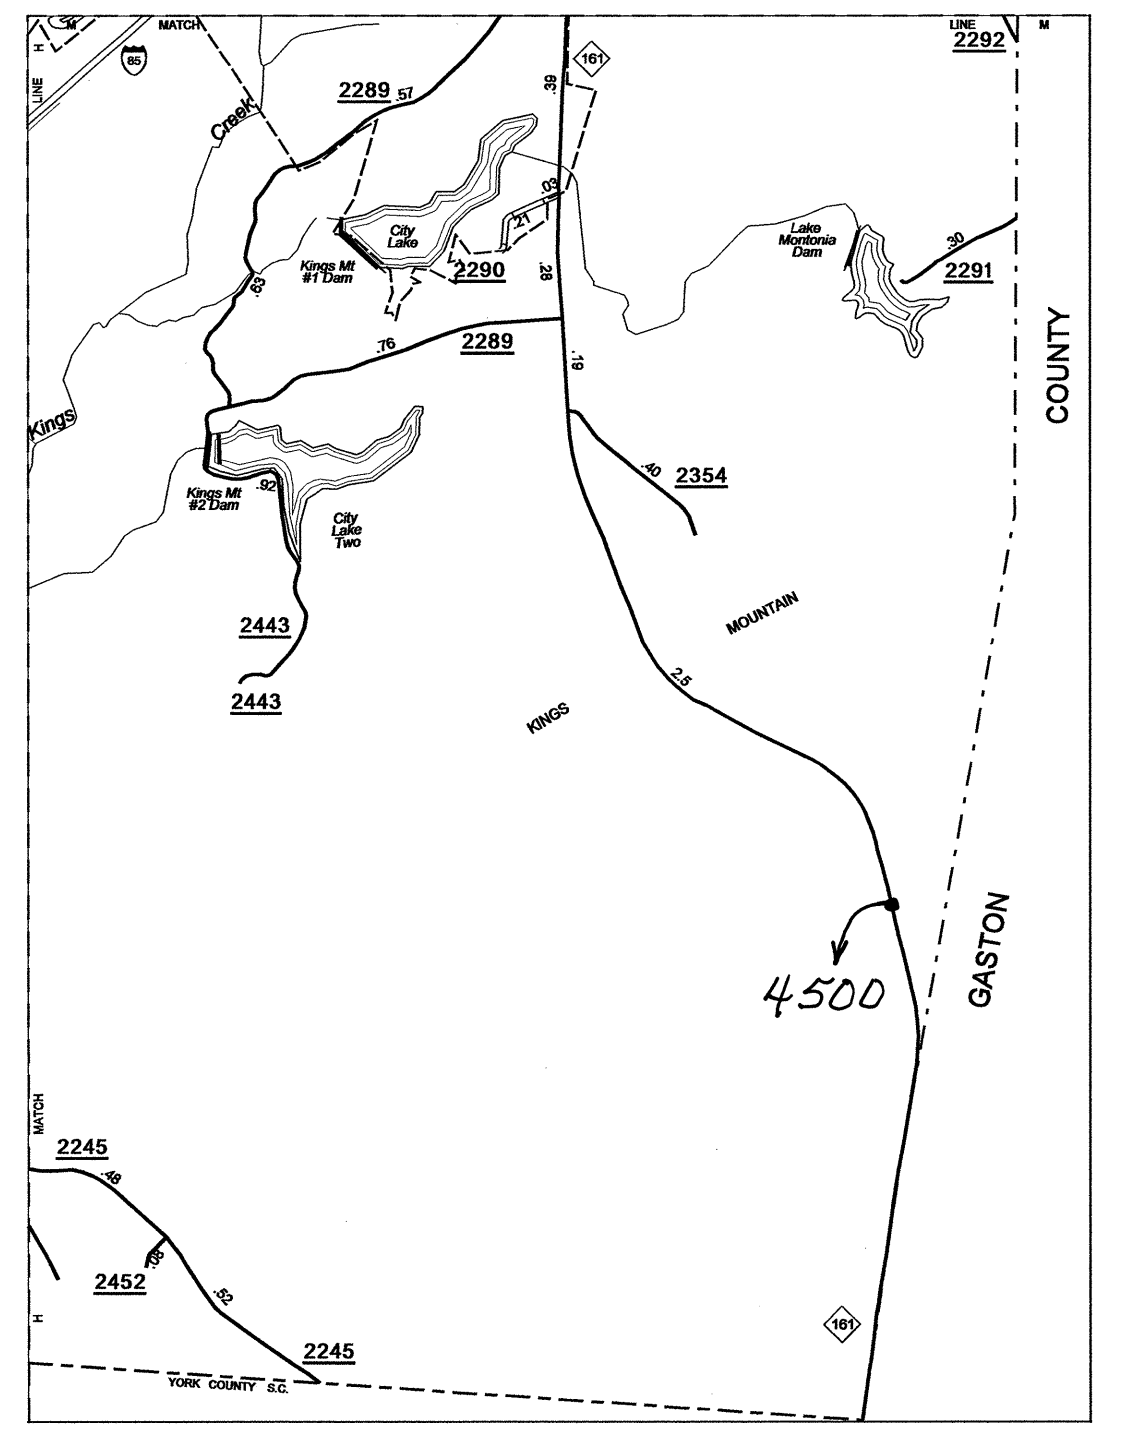 M
MATCH
LINE
M
H
LINE
85
161
2292
2289
.57
.39
Creek
.03
.21
City
Lake
Kings Mt
#1 Dam
2290
.28
Lake
Montonia
Dam
.30
2291
.63
.76
2289
.19
COUNTY
Kings
.40
2354
.92
Kings Mt
#2 Dam
City
Lake
Two
2443
2443
MOUNTAIN
2.5
KINGS
GASTON
4500
MATCH
2245
.48
.08
2452
.52
H
161
2245
YORK COUNTY S.C.